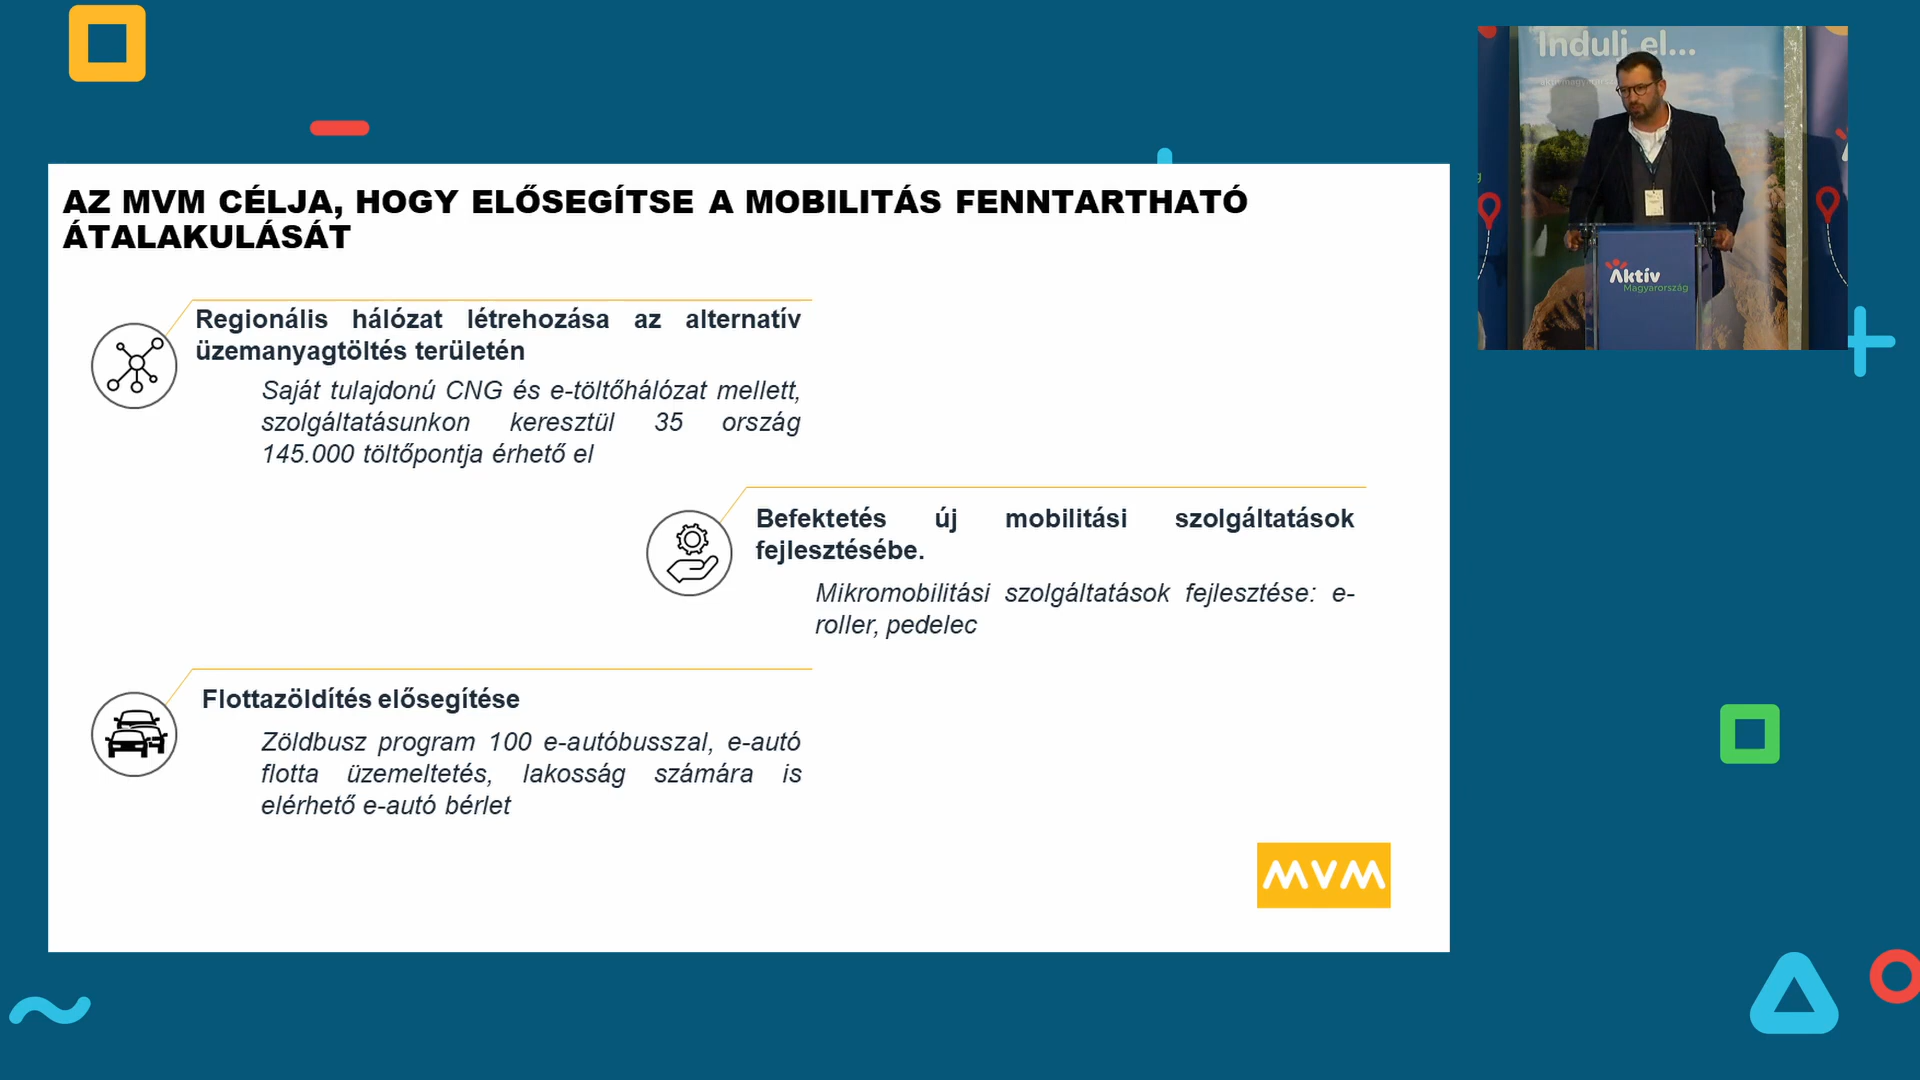 Indulj el...
AZ MVM CÉLJA, HOGY ELŐSEGÍTSE A MOBILITÁS FENNTARTHATÓ
ÁTALAKULÁSÁT
Aktív
Magyarország
Regionális hálózat létrehozása az alternatív
üzemanyagtöltés területén
Saját tulajdonú CNG és e-töltőhálózat mellett,
szolgáltatásunkon keresztül 35 ország
145.000 töltőpontja érhető el
Befektetés új mobilitási szolgáltatások
fejlesztésébe.
Mikromobilitási szolgáltatások fejlesztése: e-
roller, pedelec
Flottazöldítés elősegítése
Zöldbusz program 100 e-autóbusszal, e-autó
flotta üzemeltetés, lakosság számára is
elérhető e-autó bérlet
MVM